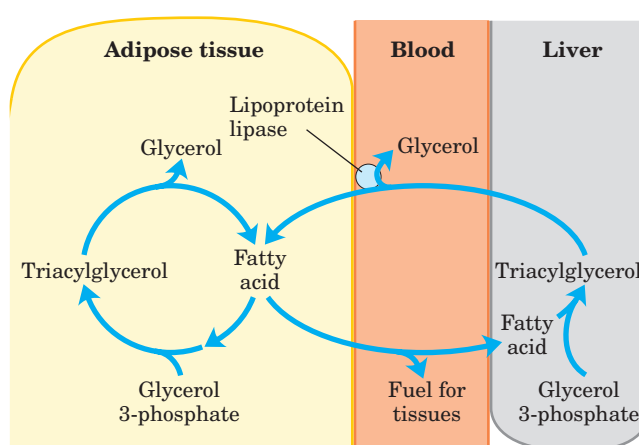 Adipose tissue
Blood
Liver
Lipoprotein
lipase
Glycerol
Glycerol
Triacylglycerol
Fatty
acid
Triacylglycerol
Fatty
acid
Glycerol
3-phosphate
Fuel for
tissues
Glycerol
3-phosphate